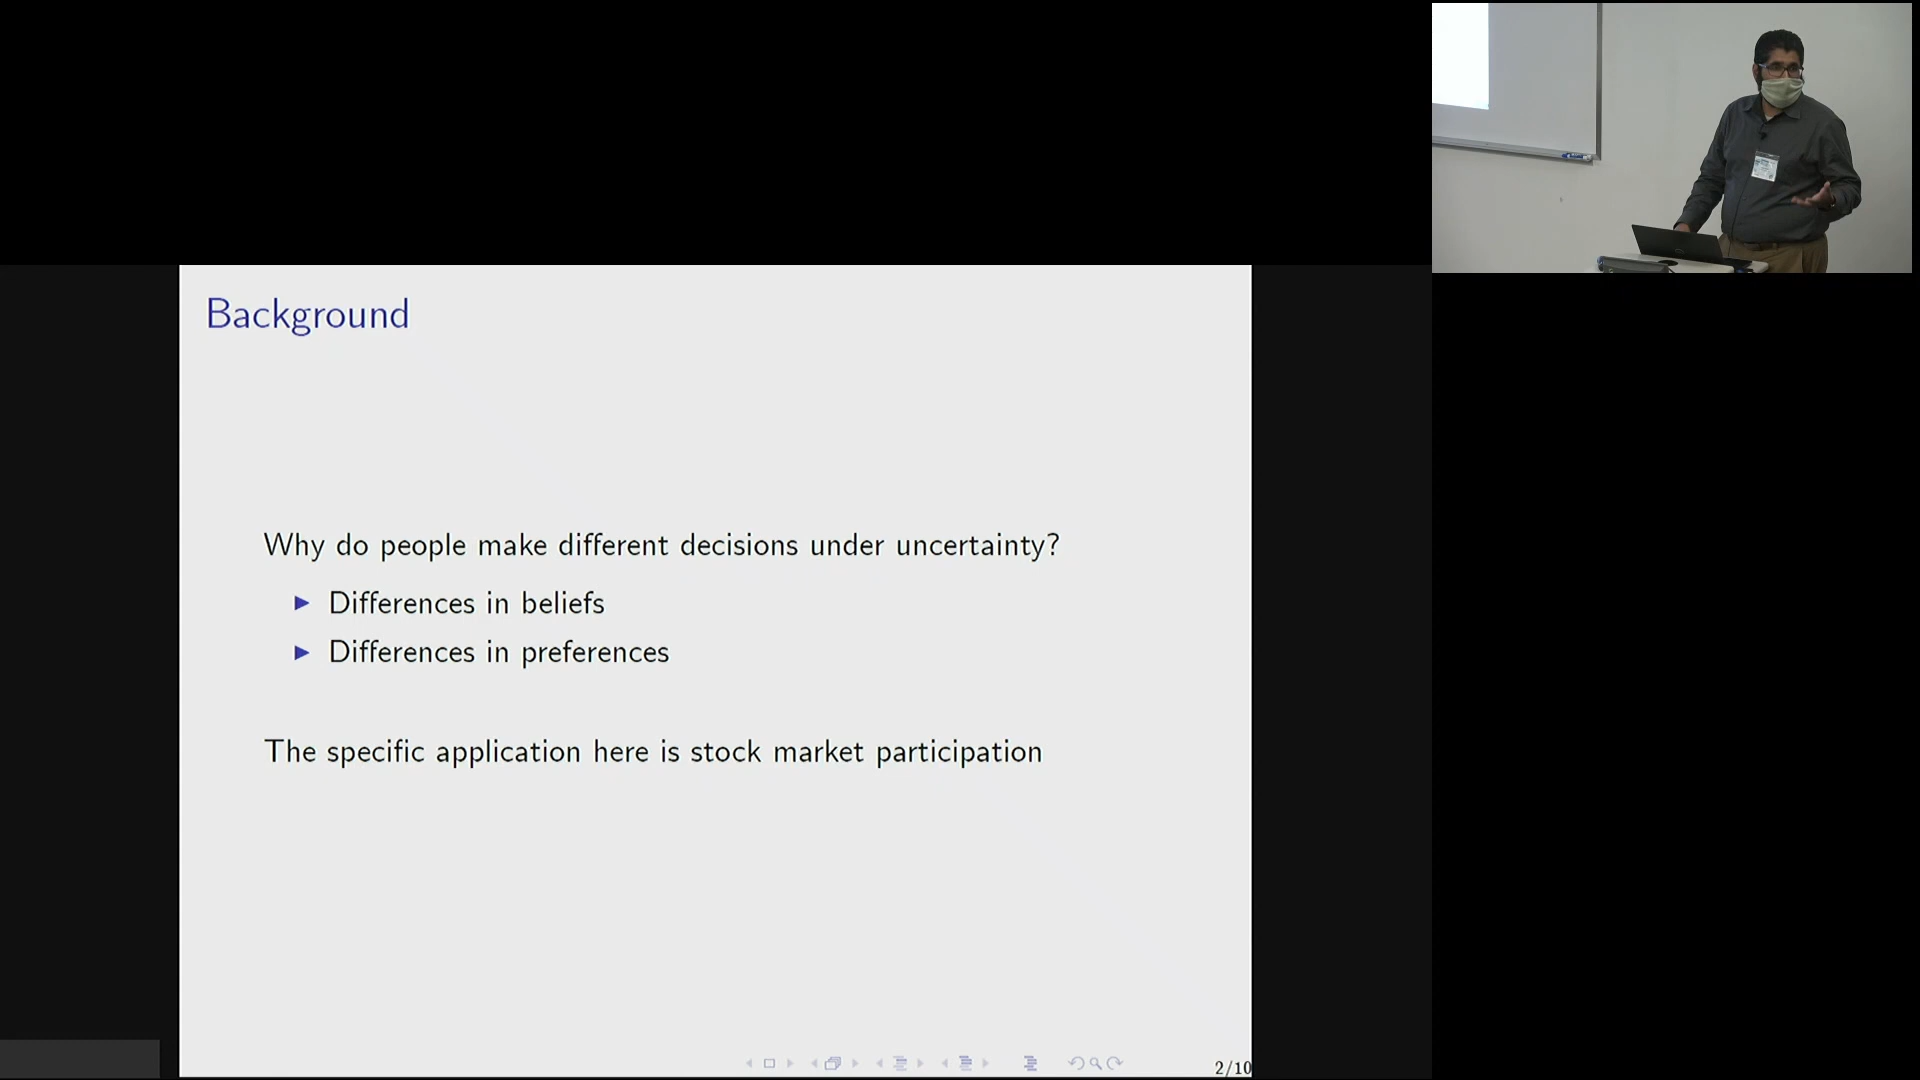 Background
Why do people make different decisions under uncertainty?
Differences in beliefs
Differences in preferences
The specific application here is stock market participation
2/10